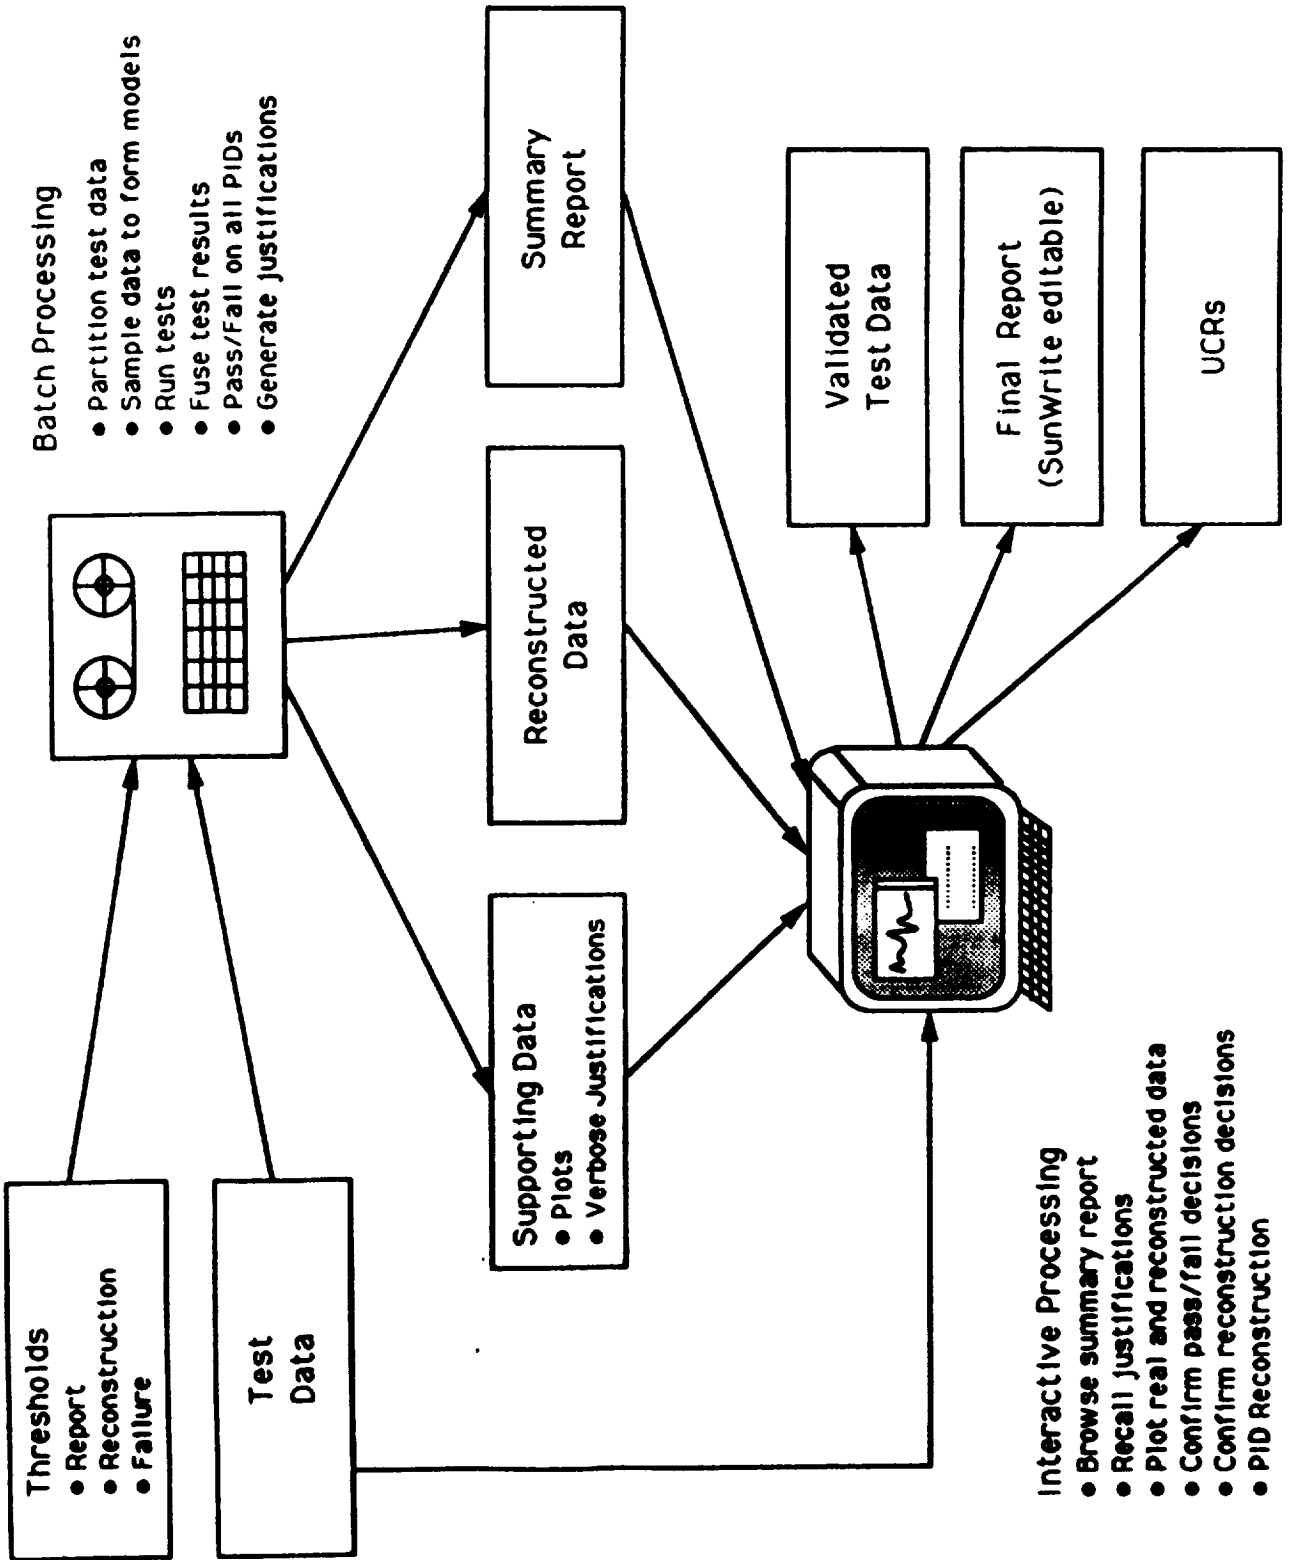 Thresholds
● Report
● Reconstruction
● Failure
Test
Data
Batch Processing
● Partition test data
● Sample data to form models
● Run tests
● Fuse test results
● Pass/Fail on all PIDs
● Generate justifications
Supporting Data
● Plots
● Verbose Justifications
Reconstructed
Data
Summary
Report
Interactive Processing
● Browse summary report
● Recall justifications
● Plot real and reconstructed data
● Confirm pass/fail decisions
● Confirm reconstruction decisions
● PID Reconstruction
Validated
Test Data
Final Report
(SunWrite editable)
UCRs